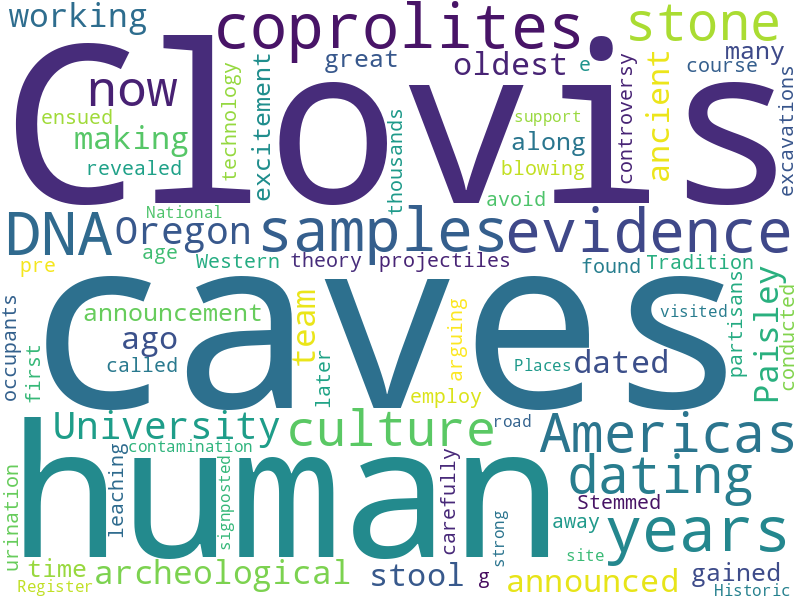 working
coprolites
stone
Clovis
now
great
oldest
e
many
course
ensued
making
revealed
technology
excitement
thousands
support
along
blowing
avoid
controversy
ancient
excavations
DNA
National
Oregon
samples
evidence
age
Western
theory
projectiles
found
Tradition
pre
caves
announcement
ago
called
team
later
arguing
employ
Places
dated
visited
partisans
Paisley
conducted
occupants
first
University
culture
road
Americas
contamination
human
leaching
signposted
carefully
strong
dating
Stemmed
away
years
site
urination
time
Register
archeological
stool
g
announced
gained
Historic